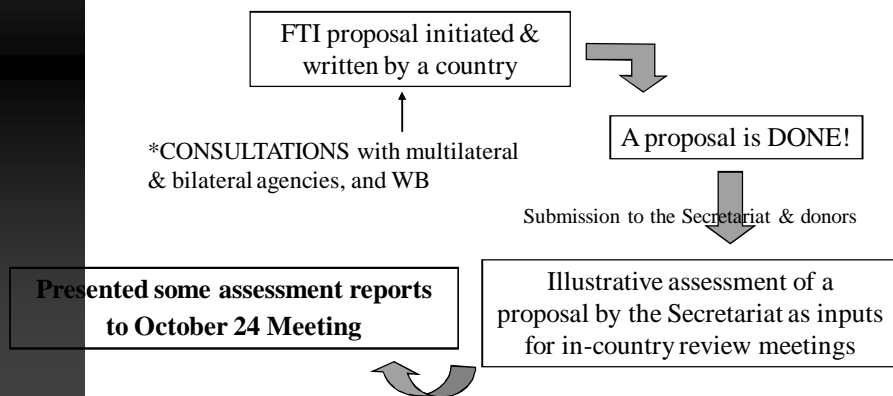 FTI proposal initiated &
written by a country
*CONSULTATIONS with multilateral
& bilateral agencies, and WB
A proposal is DONE!
Submission to the Secretariat & donors
Illustrative assessment of a
proposal by the Secretariat as inputs
for in-country review meetings
Presented some assessment reports
to October 24 Meeting